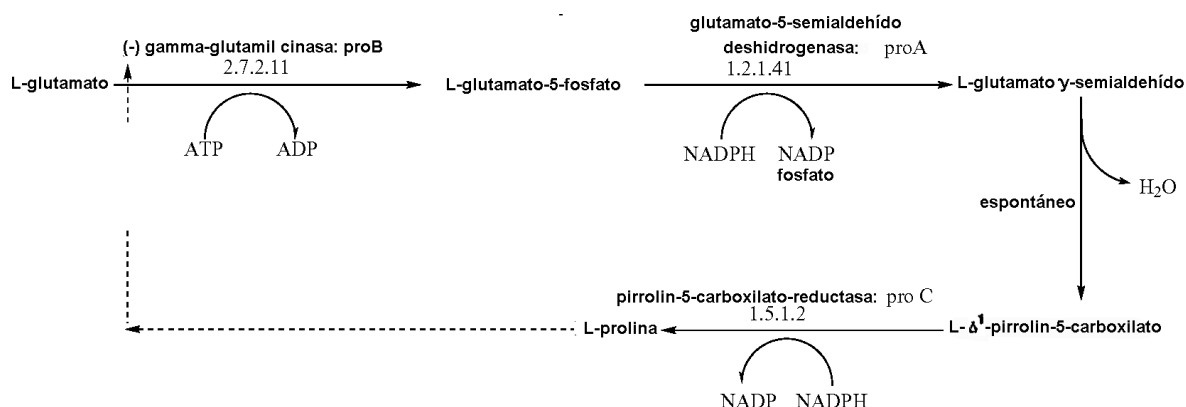 glutamato-5-semialdehído
(-) gamma-glutamil cinasa: proB
deshidrogenasa: proA
2.7.2.11
1.2.1.41
L-glutamato
L-glutamato-5-fosfato
L-glutamato γ-semialdehído
ATP
ADP
NADPH
NADP
fosfato
H₂O
espontáneo
pirrolin-5-carboxilato-reductasa: pro C
1.5.1.2
L-prolina
L-Δ¹-pirrolin-5-carboxilato
NADP
NADPH